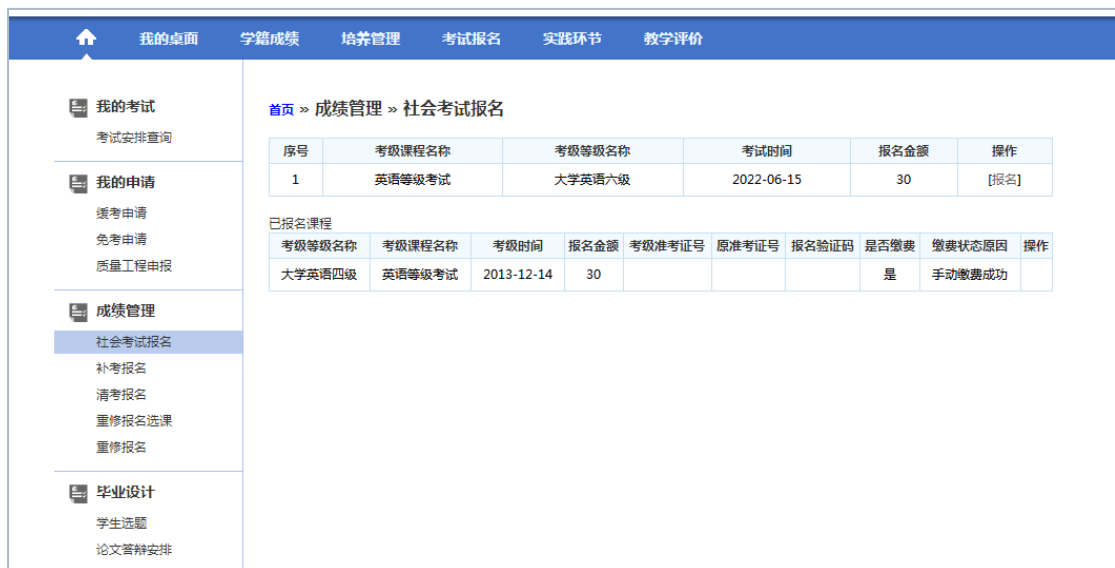 我的桌面 学籍成绩 培养管理 考试报名 实践环节 教学评价
我的考试
考试安排查询
我的申请
缓考申请
免考申请
质量工程申报
成绩管理
社会考试报名
补考报名
清考报名
重修报名选课
重修报名
毕业设计
学生选题
论文答辩安排
首页 » 成绩管理 » 社会考试报名
序号 考级课程名称 考级等级名称 考试时间 报名金额 操作
1 英语等级考试 大学英语六级 2022-06-15 30 [报名]
已报名课程
考级等级名称 考级课程名称 考级时间 报名金额 考级准考证号 原准考证号 报名验证码 是否缴费 缴费状态原因 操作
大学英语四级 英语等级考试 2013-12-14 30 是 手动缴费成功